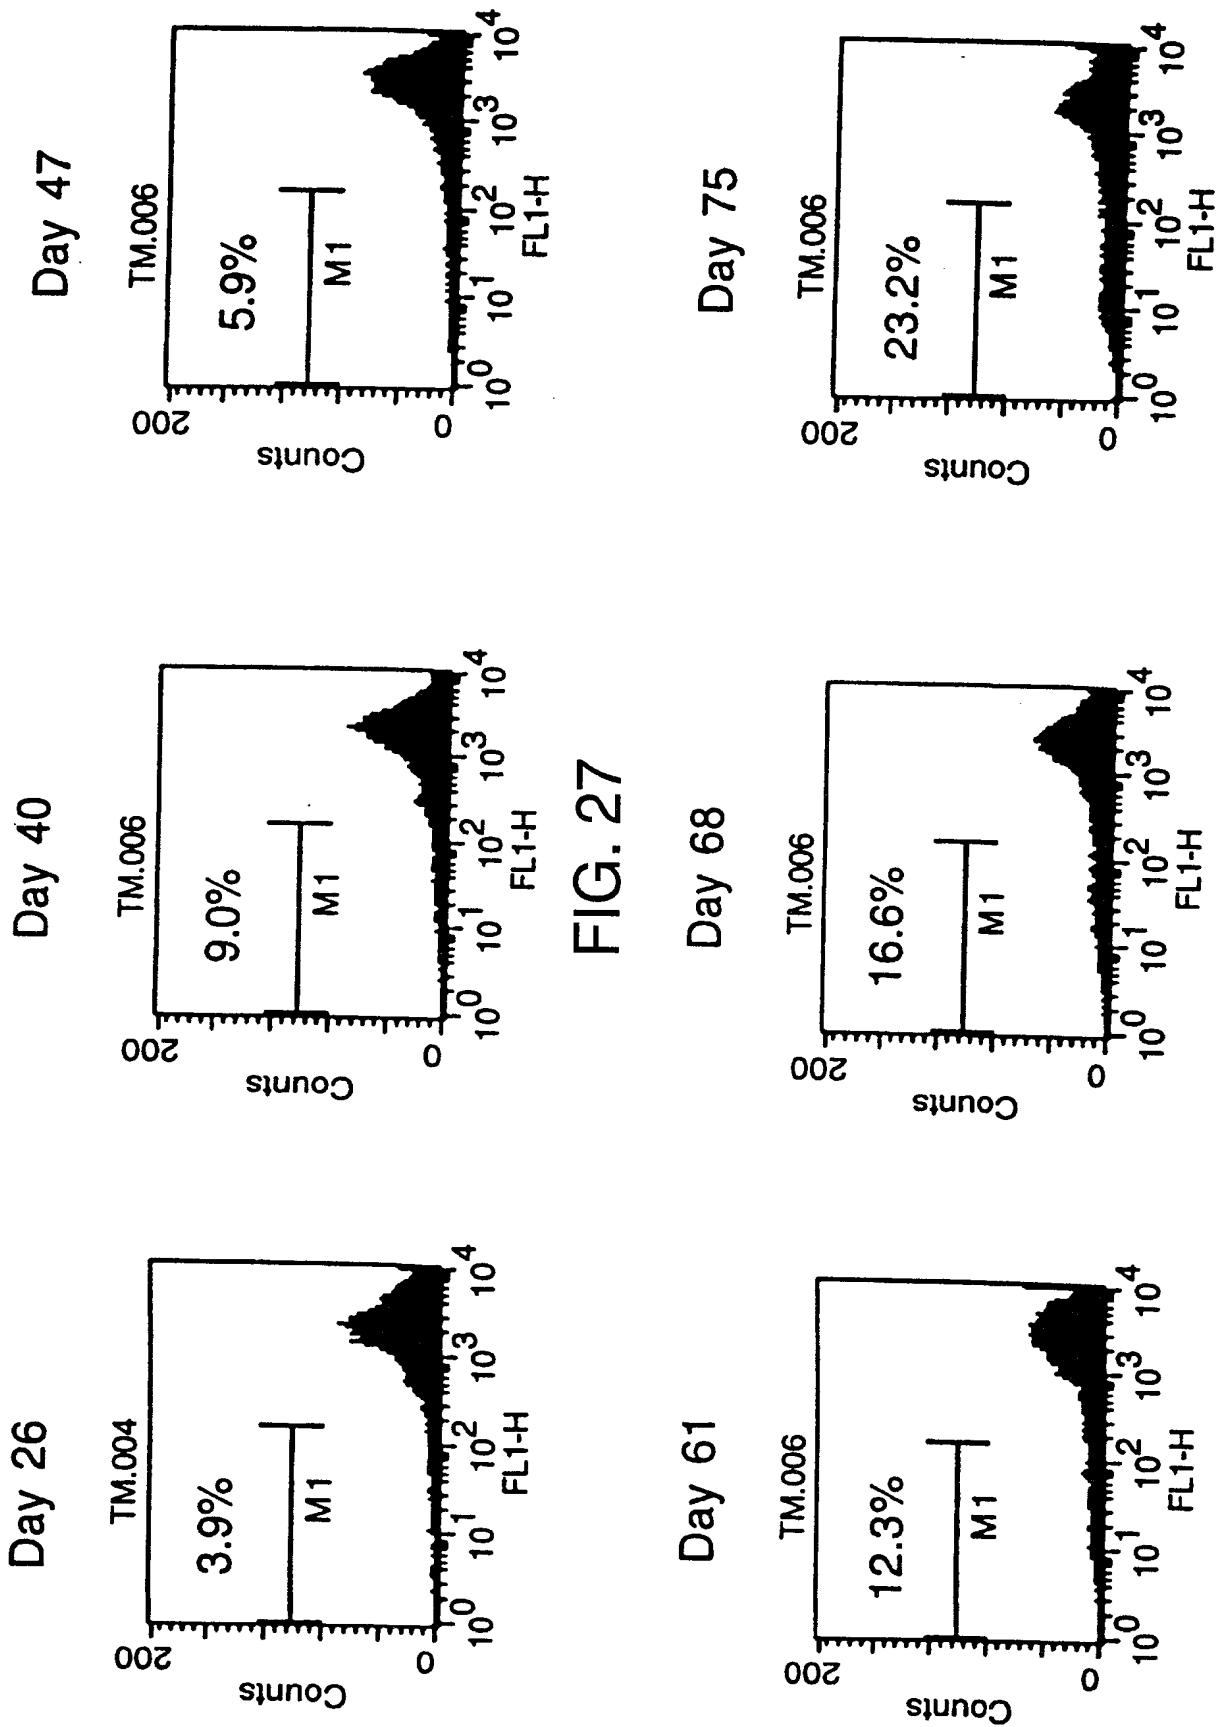 Day 26
TM.004
200
Counts
0
3.9%
M1
10^0 10^1 10^2 10^3 10^4
FL1-H
Day 40
TM.006
200
Counts
0
9.0%
M1
10^0 10^1 10^2 10^3 10^4
FL1-H
Day 47
TM.006
200
Counts
0
5.9%
M1
10^0 10^1 10^2 10^3 10^4
FL1-H
FIG. 27
Day 61
TM.006
200
Counts
0
12.3%
M1
10^0 10^1 10^2 10^3 10^4
FL1-H
Day 68
TM.006
200
Counts
0
16.6%
M1
10^0 10^1 10^2 10^3 10^4
FL1-H
Day 75
TM.006
200
Counts
0
23.2%
M1
10^0 10^1 10^2 10^3 10^4
FL1-H